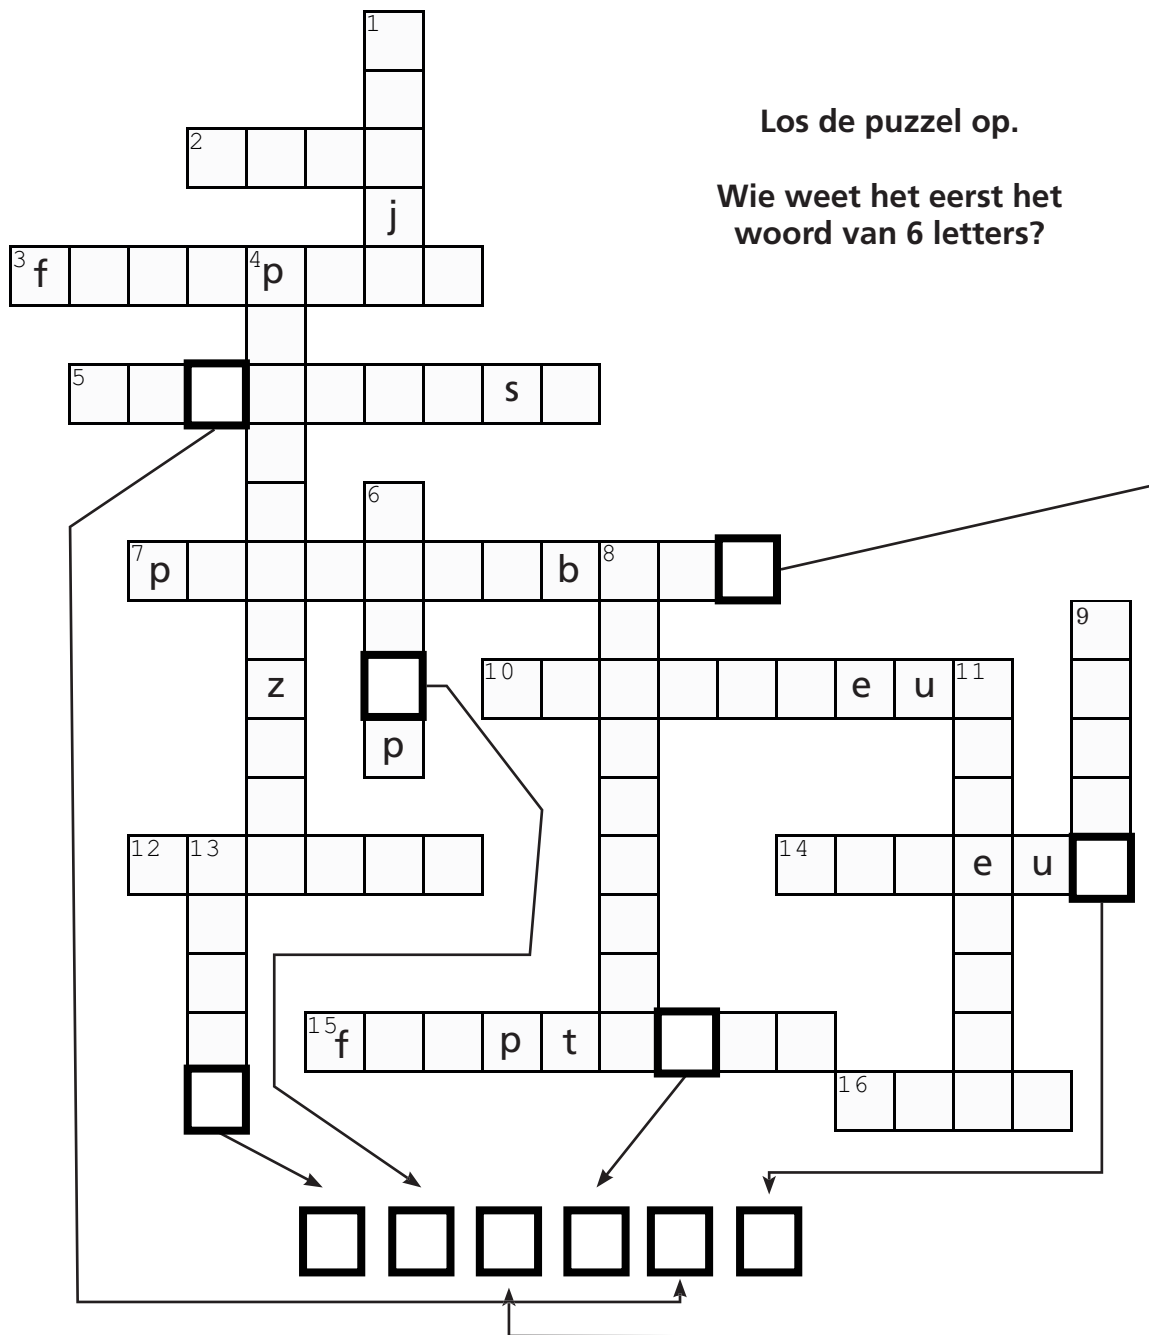 1
Los de puzzel op.
2
Wie weet het eerst het
woord van 6 letters?
j
3 f 4 p
5 s
6
7 p b 8
9
z 10 e u 11
p
12 13 14 e u
15 f p t
16